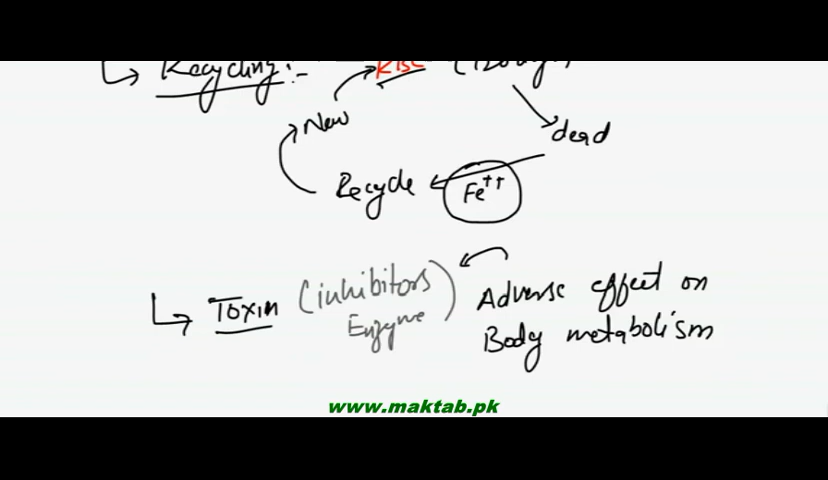 Recycling:-
RBC
New
dead
Recycle
Fe++
Toxin (inhibitors Enzyme) Adverse effect on
Body metabolism
www.maktab.pk